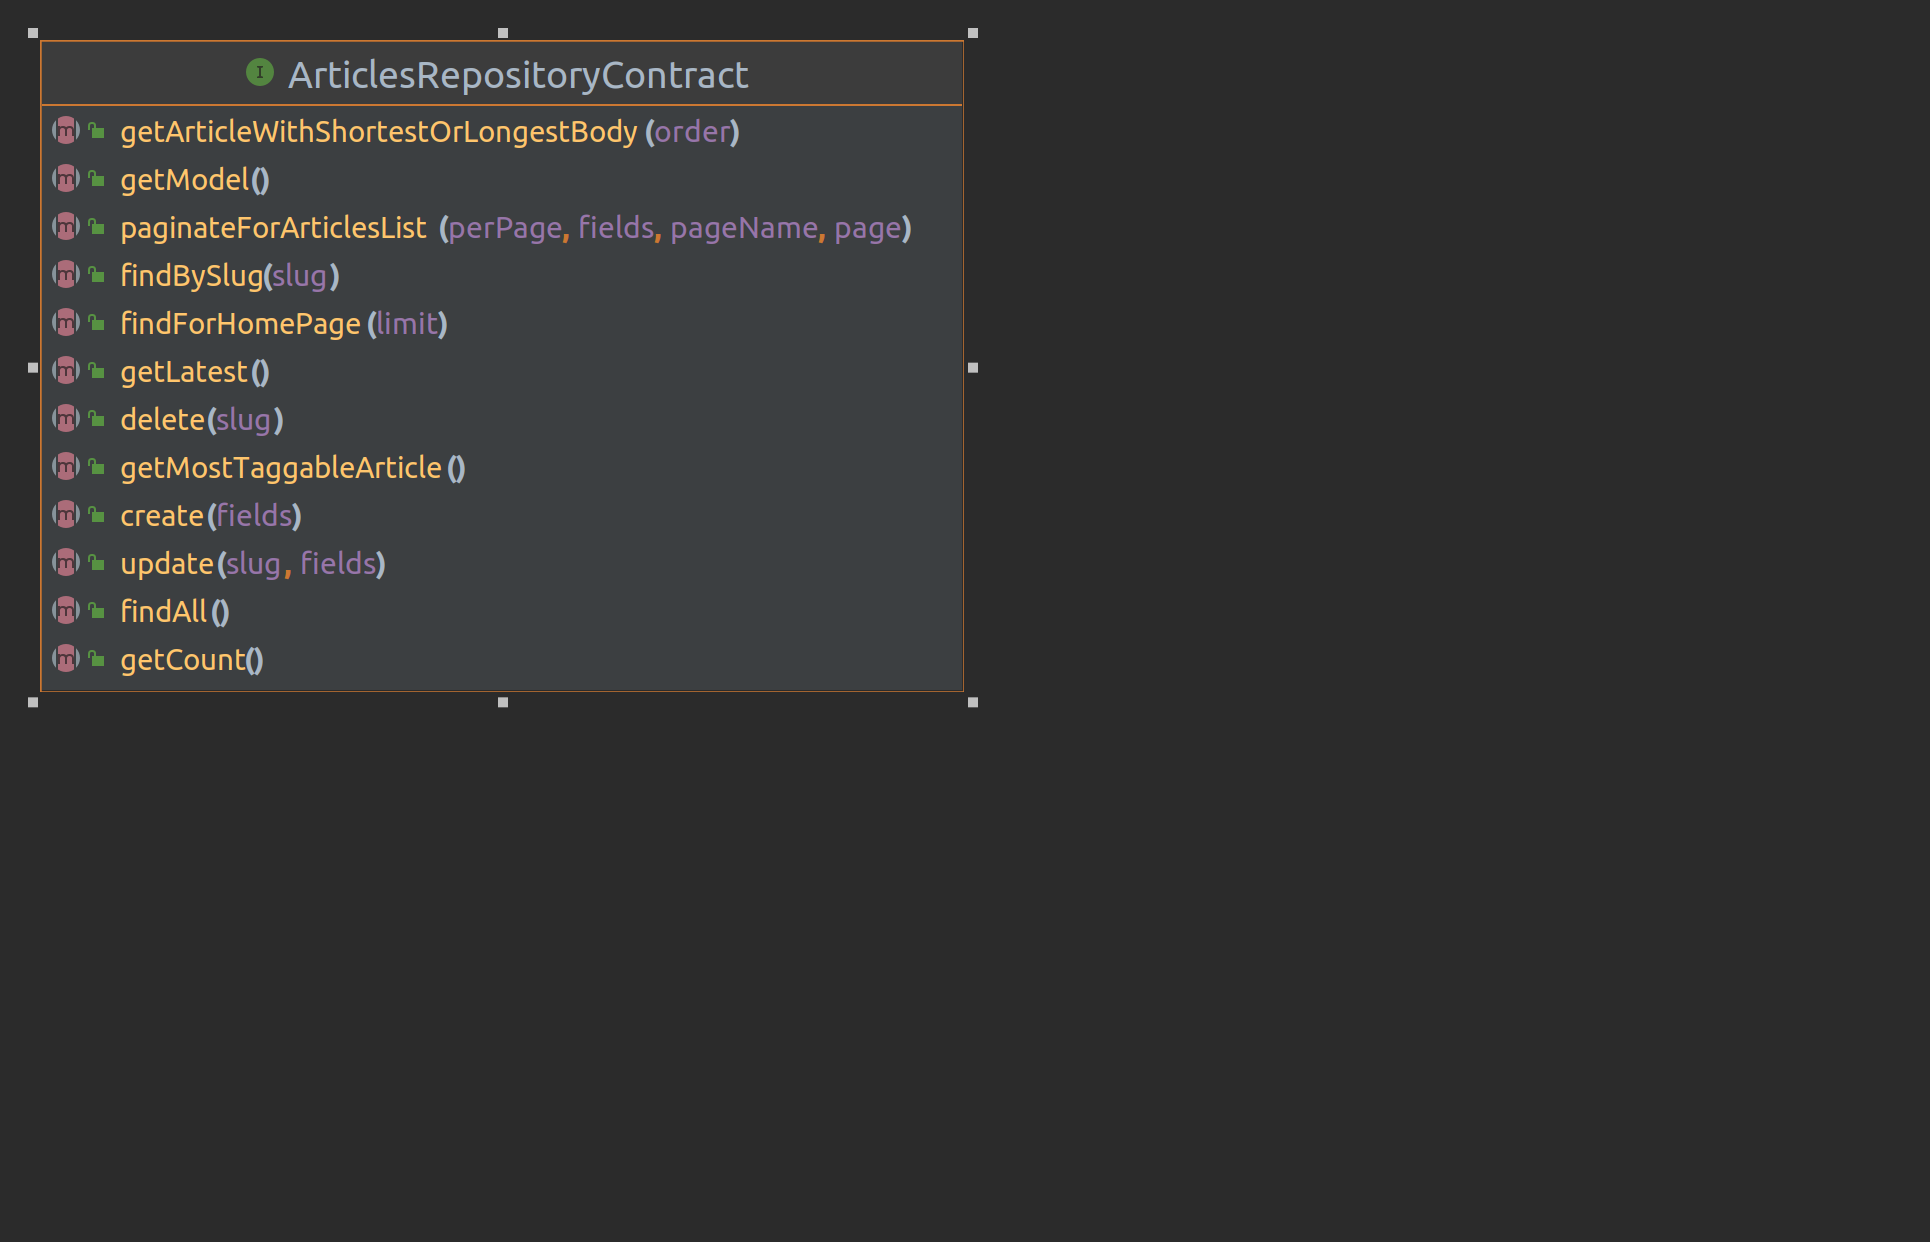 ArticlesRepositoryContract
getArticleWithShortestOrLongestBody(order)
getModel()
paginateForArticlesList(perPage, fields, pageName, page)
findBySlug(slug)
findForHomePage(limit)
getLatest()
delete(slug)
getMostTaggableArticle()
create(fields)
update(slug, fields)
findAll()
getCount()